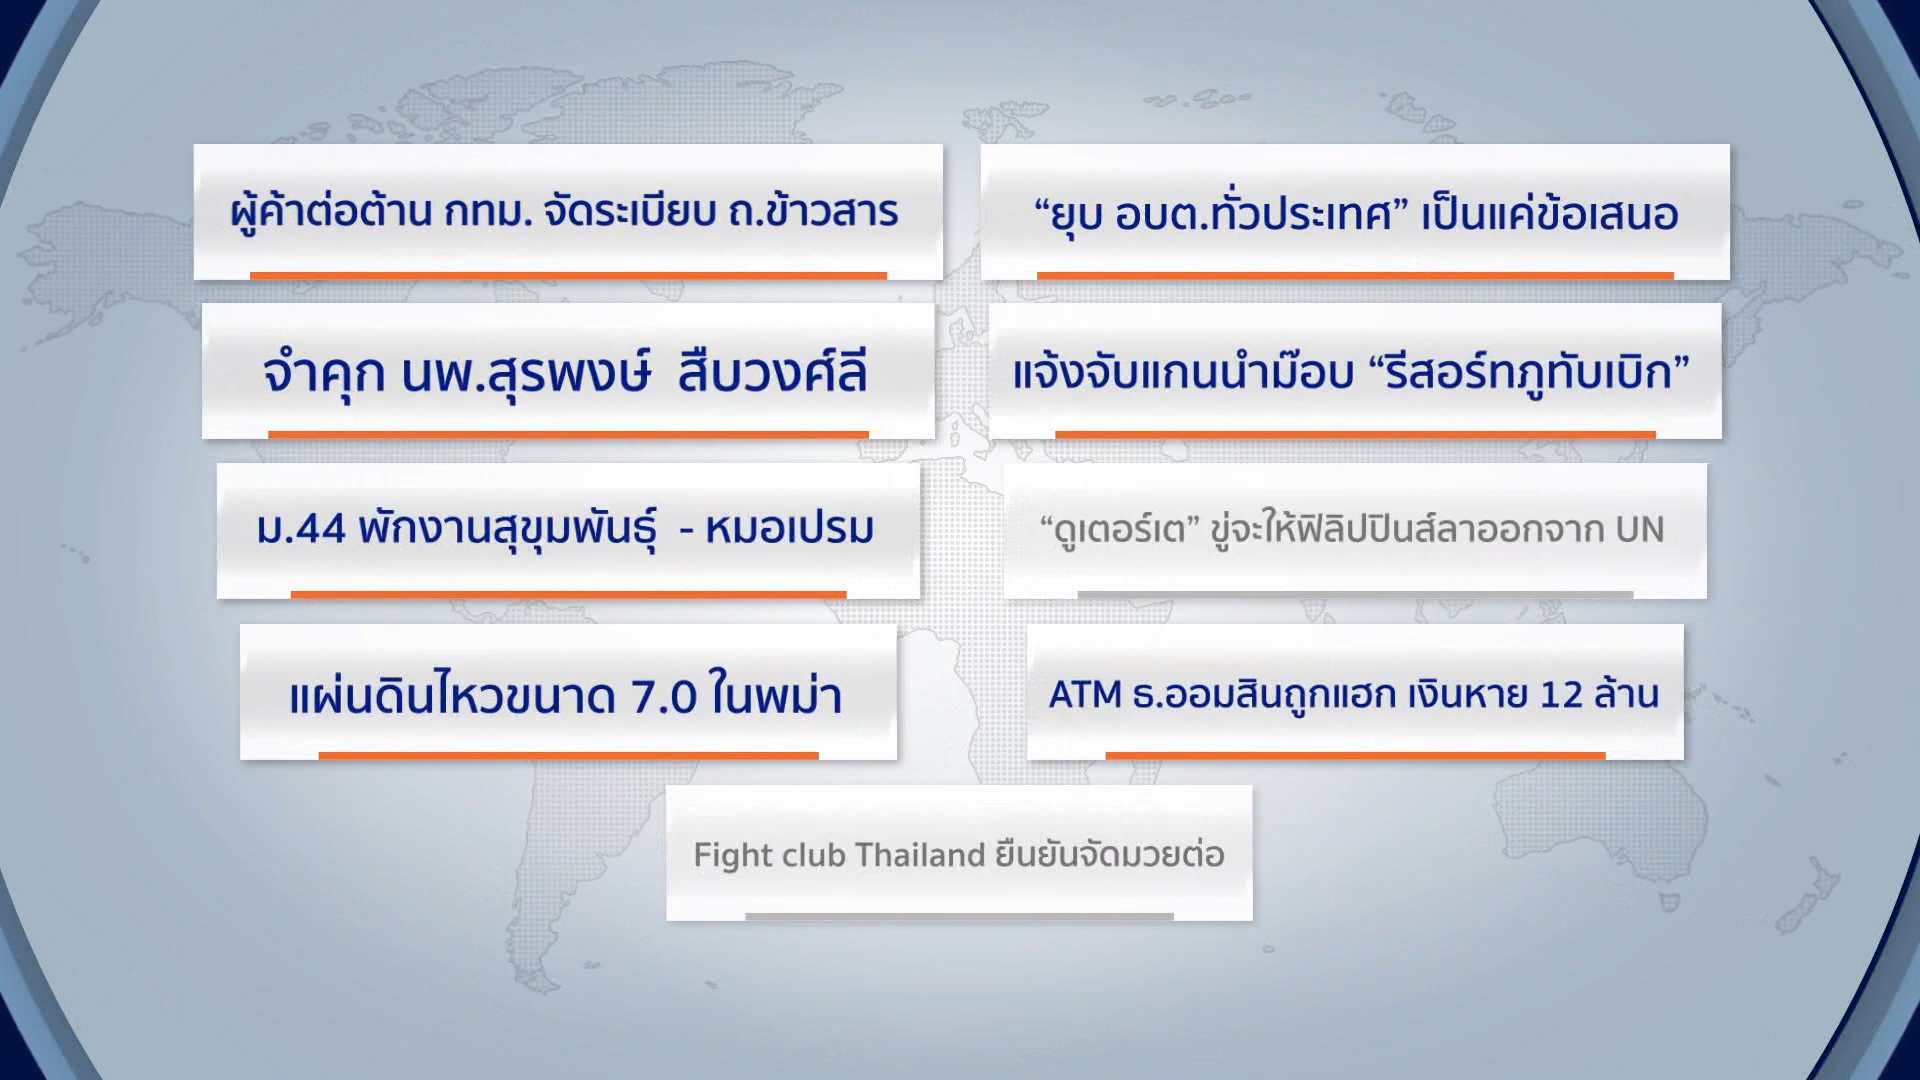 ผู้ค้าต่อต้าน กทม. จัดระเบียบ ถ.ข้าวสาร
“ยุบ อบต.ทั่วประเทศ” เป็นแค่ข้อเสนอ
จำคุก นพ.สุรพงษ์ สืบวงศ์ลี
แจ้งจับแกนนำม๊อบ “รีสอร์ทภูทับเบิก”
ม.44 พักงานสุขุมพันธุ์ - หมอเปรม
“ดูเตอร์เต” ขู่จะให้ฟิลิปปินส์ลาออกจาก UN
แผ่นดินไหวขนาด 7.0 ในพม่า
ATM ธ.ออมสินถูกแฮก เงินหาย 12 ล้าน
Fight club Thailand ยืนยันจัดมวยต่อ